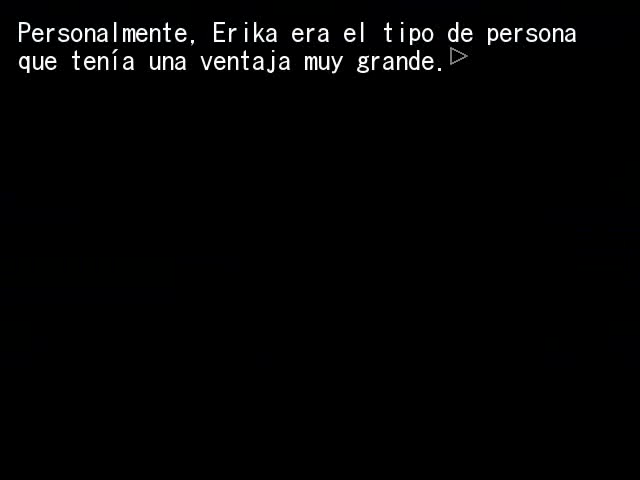 Personalmente, Erika era el tipo de persona
que tenía una ventaja muy grande.